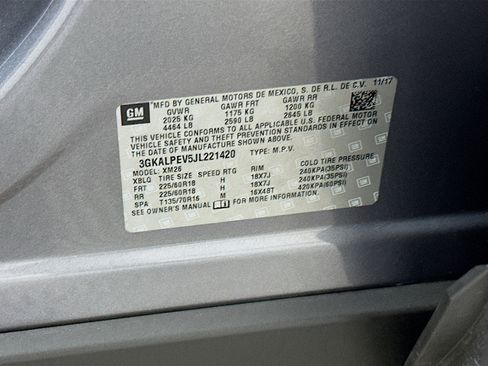 GM
MFD BY GENERAL MOTORS DE MEXICO, S. DE R.L. DE C.V. 11/17
GVWR GAWR FRT GAWR RR
2025 KG 1175 KG 1200 KG
4464 LB 2590 LB 2645 LB
THIS VEHICLE CONFORMS TO ALL APPLICABLE U.S. FEDERAL MOTOR
VEHICLE SAFETY AND THEFT PREVENTION STANDARDS IN
EFFECT ON THE DATE OF MANUFACTURE SHOWN ABOVE.
3GKALPEV5JL221420 TYPE: M.P.V.
MODEL: XM26
XBLQ TIRE SIZE SPEED RTG RIM COLD TIRE PRESSURE
FRT 225/60R18 H 18X7J 240KPA(35PSI)
RR 225/60R18 H 18X7J 240KPA(35PSI)
SPA T135/70R16 M 16X4BT 420KPA(60PSI)
SEE OWNER'S MANUAL